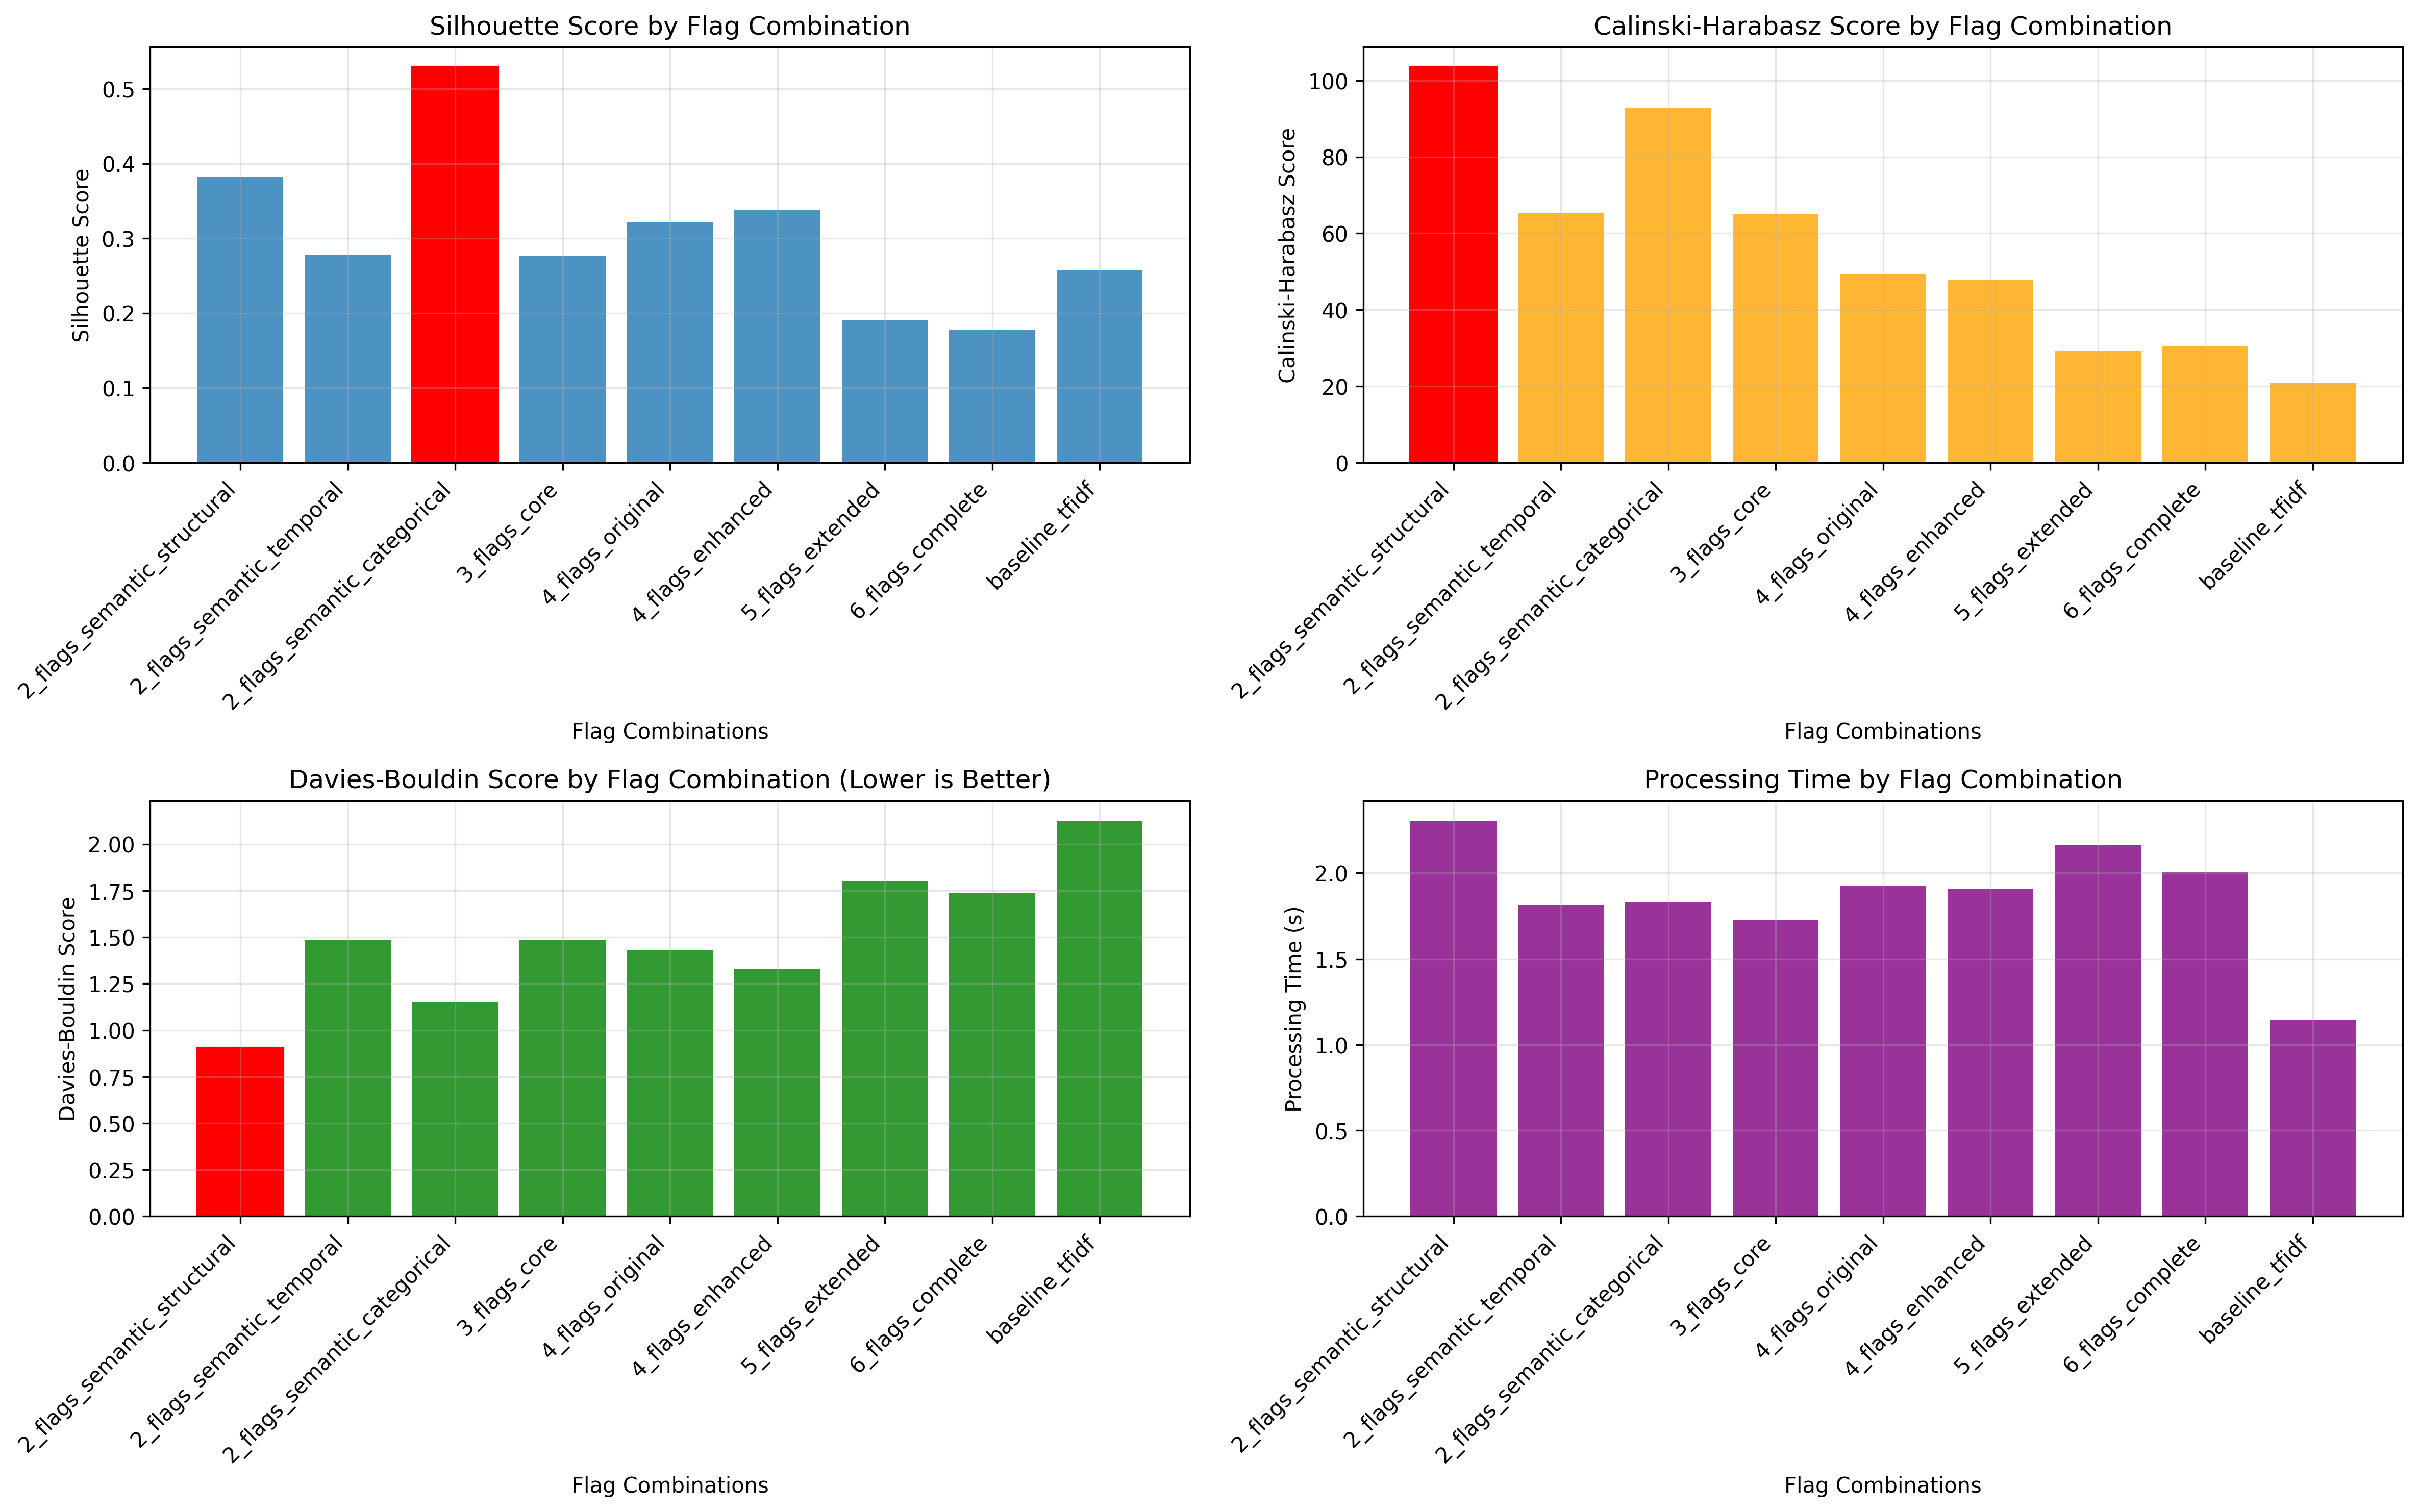 Silhouette Score by Flag Combination
Silhouette Score
0.5
0.4
0.3
0.2
0.1
0.0
2_flags_semantic_structural
2_flags_semantic_temporal
2_flags_semantic_categorical
3_flags_core
4_flags_original
4_flags_enhanced
5_flags_extended
6_flags_complete
baseline_tfidf
Flag Combinations
Calinski-Harabasz Score by Flag Combination
Calinski-Harabasz Score
100
80
60
40
20
0
2_flags_semantic_structural
2_flags_semantic_temporal
2_flags_semantic_categorical
3_flags_core
4_flags_original
4_flags_enhanced
5_flags_extended
6_flags_complete
baseline_tfidf
Flag Combinations
Davies-Bouldin Score by Flag Combination (Lower is Better)
Davies-Bouldin Score
2.00
1.75
1.50
1.25
1.00
0.75
0.50
0.25
0.00
2_flags_semantic_structural
2_flags_semantic_temporal
2_flags_semantic_categorical
3_flags_core
4_flags_original
4_flags_enhanced
5_flags_extended
6_flags_complete
baseline_tfidf
Flag Combinations
Processing Time by Flag Combination
Processing Time (s)
2.0
1.5
1.0
0.5
0.0
2_flags_semantic_structural
2_flags_semantic_temporal
2_flags_semantic_categorical
3_flags_core
4_flags_original
4_flags_enhanced
5_flags_extended
6_flags_complete
baseline_tfidf
Flag Combinations